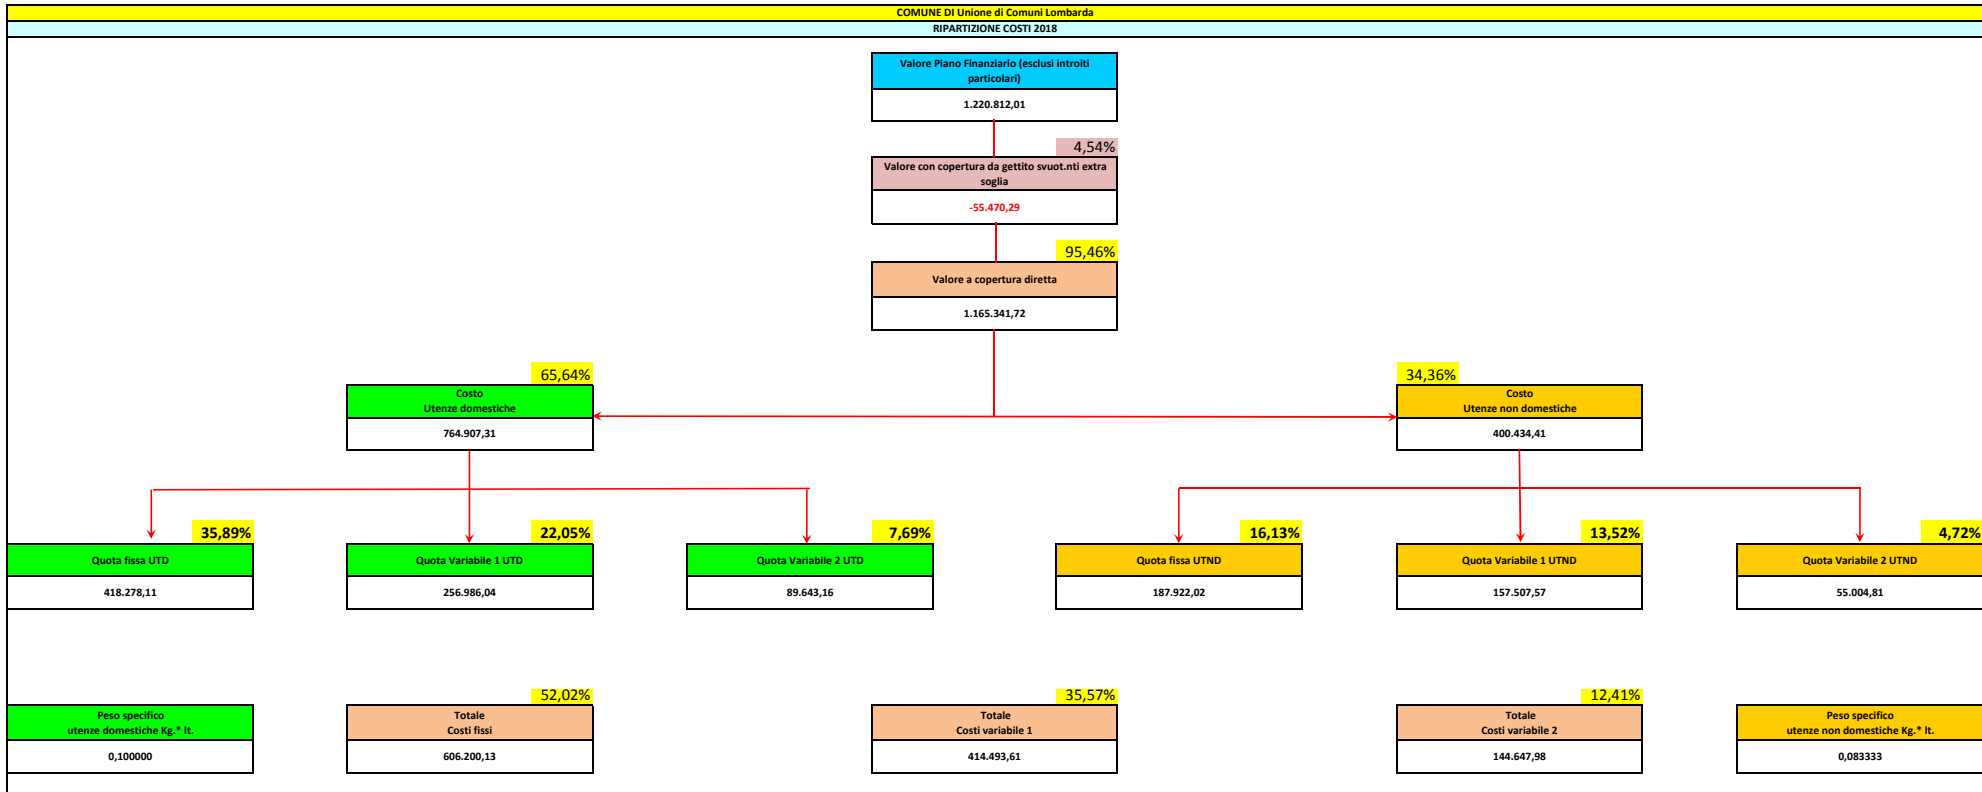 COMUNE DI Unione di Comuni Lombarda
RIPARTIZIONE COSTI 2018
Valore Piano Finanziario (esclusi introiti
particolari)
1.220.812,01
4,54%
Valore con copertura da gettito svuot.nti extra
soglia
-55.470,29
95,46%
Valore a copertura diretta
1.165.341,72
65,64%
34,36%
Costo
Utenze domestiche
764.907,31
Costo
Utenze non domestiche
400.434,41
35,89%
22,05%
7,69%
16,13%
13,52%
4,72%
Quota fissa UTD
Quota Variabile 1 UTD
Quota Variabile 2 UTD
Quota fissa UTND
Quota Variabile 1 UTND
Quota Variabile 2 UTND
418.278,11
256.986,04
89.643,16
187.922,02
157.507,57
55.004,81
52,02%
35,57%
12,41%
Peso specifico
utenze domestiche Kg.* lt.
0,100000
Totale
Costi fissi
606.200,13
Totale
Costi variabile 1
414.493,61
Totale
Costi variabile 2
144.647,98
Peso specifico
utenze non domestiche Kg.* lt.
0,083333